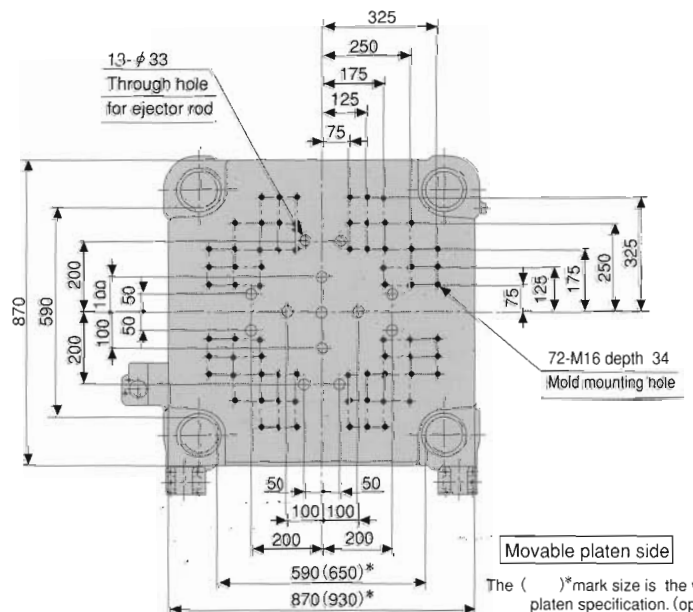 325
250
175
125
75
13-φ33
Through hole
for ejector rod
870
590
200
100
50
50
100
200
75
125
175
250
325
72-M16 depth 34
Mold mounting hole
50 50
100 100
200 200
590(650)*
870(930)*
Movable platen side
The ( )*mark size is the
platen specification.